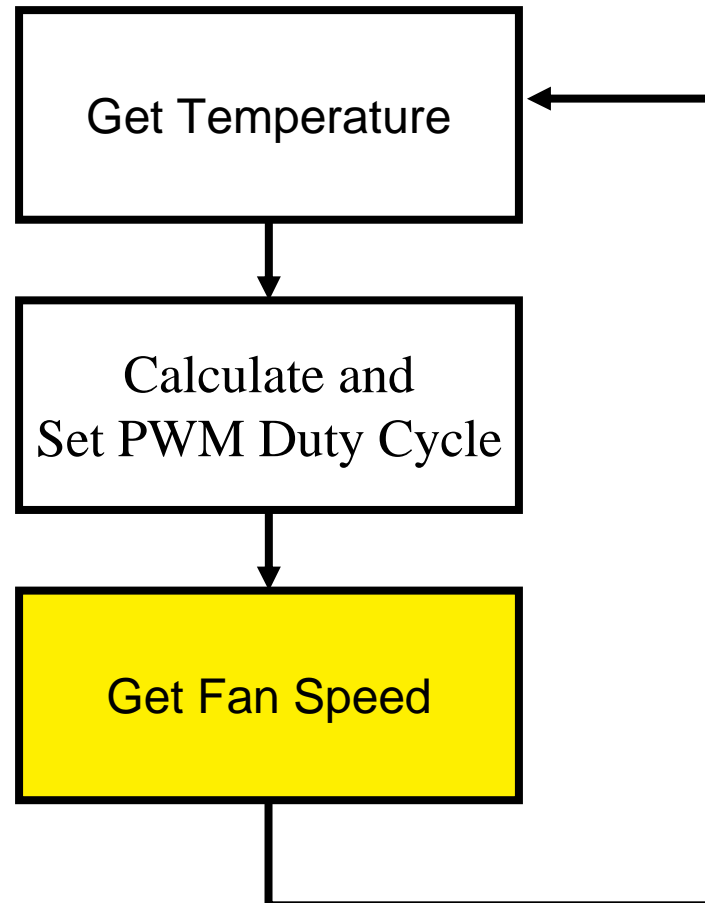 Get Temperature
Calculate and
Set PWM Duty Cycle
Get Fan Speed